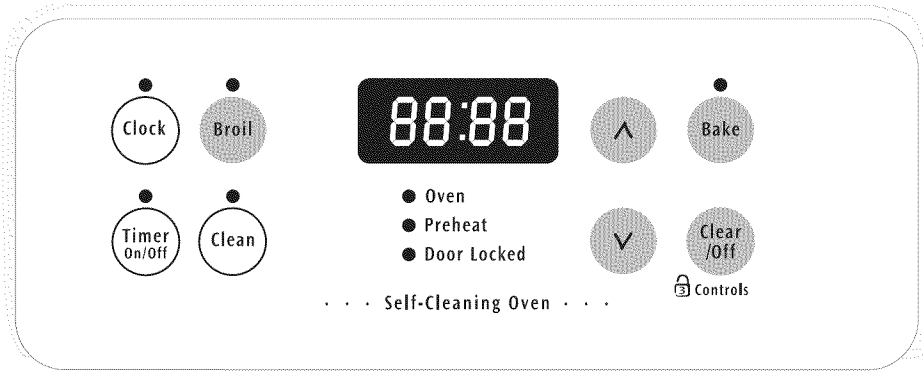 Clock
Broil
88:88
Bake
Timer
On/Off
Clean
Oven
Preheat
Door Locked
Clear
/Off
3 Controls
· · · Self-Cleaning Oven · · ·